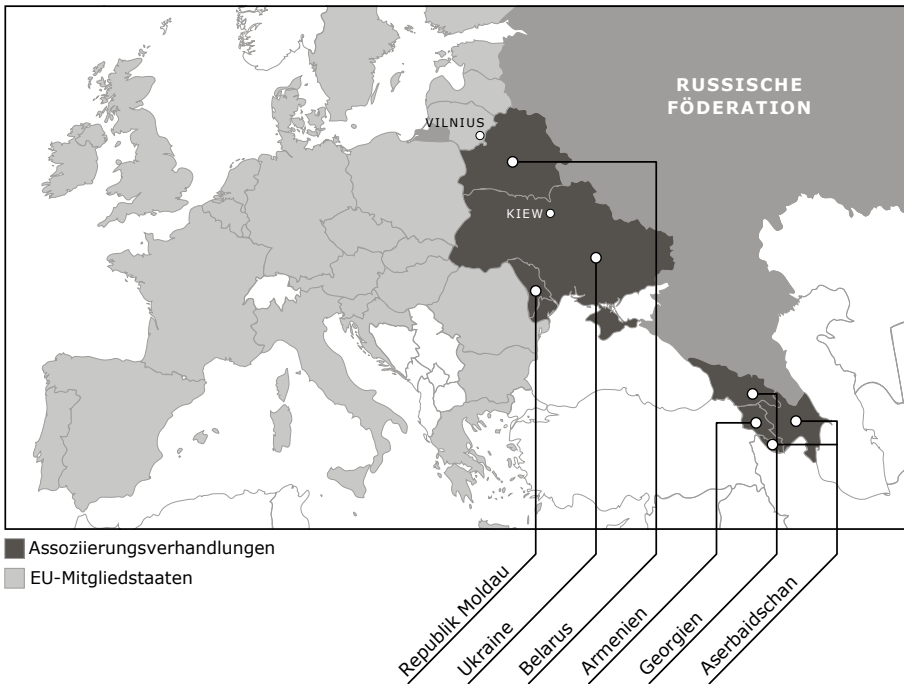 RUSSISCHE
FÖDERATION
VILNIUS
KIEW
Assoziierungsverhandlungen
EU-Mitgliedstaaten
Republik Moldau
Ukraine
Belarus
Armenien
Georgien
Aserbaidschan